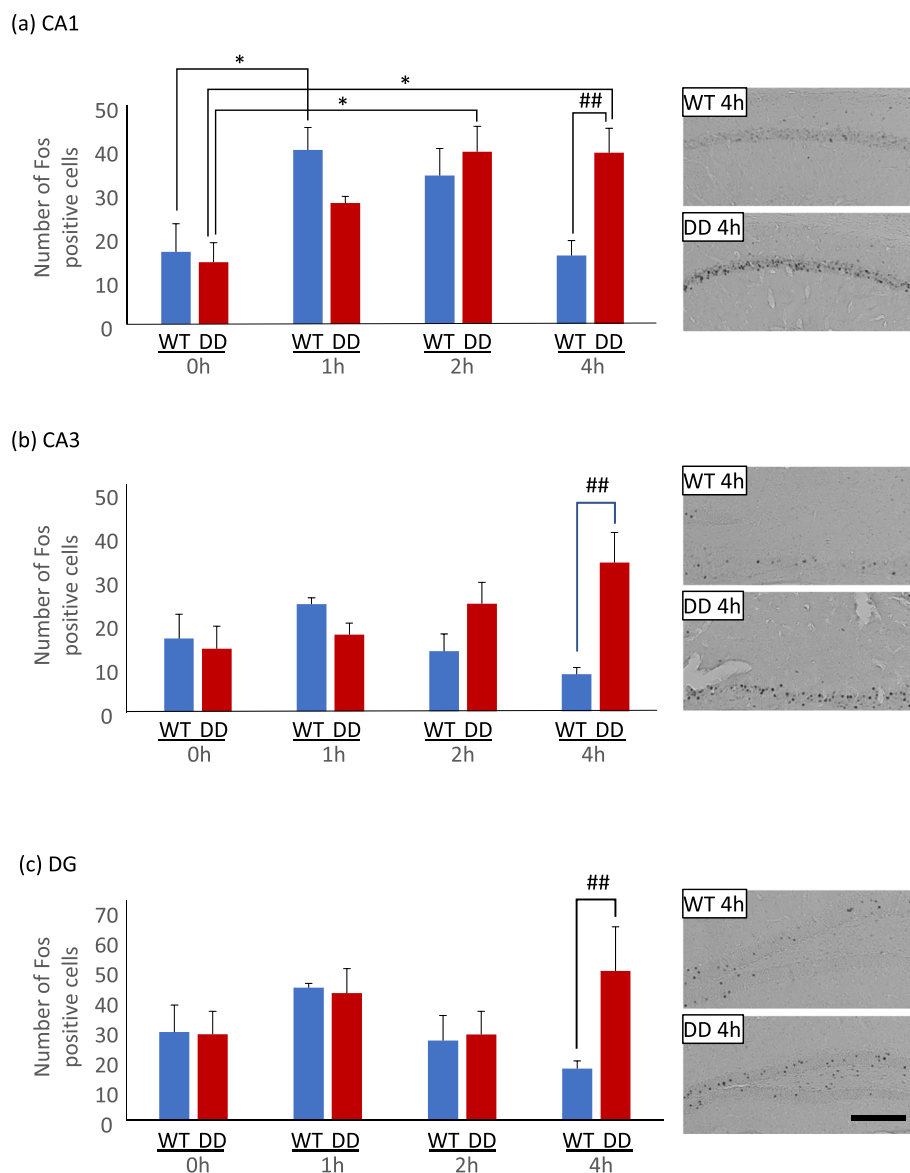 (a) CA1
*
*
*
##
50
40
30
20
10
0
Number of Fos
positive cells
WT DD
WT DD
WT DD
WT DD
0h
1h
2h
4h
WT 4h
DD 4h
(b) CA3
##
50
40
30
20
10
0
Number of Fos
positive cells
WT DD
WT DD
WT DD
WT DD
0h
1h
2h
4h
WT 4h
DD 4h
(c) DG
##
70
60
50
40
30
20
10
0
Number of Fos
positive cells
WT DD
WT DD
WT DD
WT DD
0h
1h
2h
4h
WT 4h
DD 4h